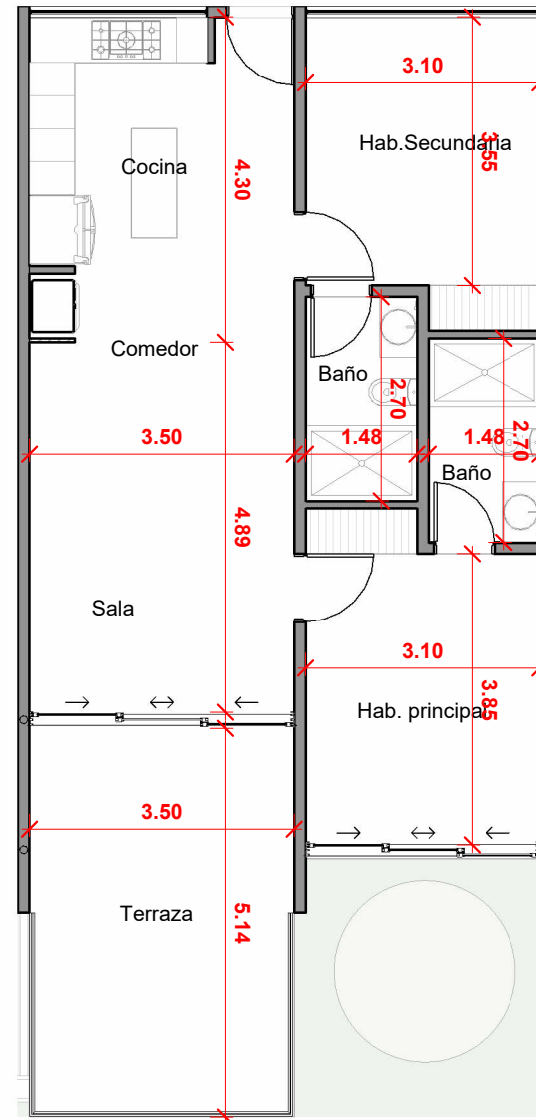 3.10
Hab.Secundaria
3.55
Cocina
4.30
Comedor
Baño
2.70
3.50
1.48
1.48
2.70
Baño
4.89
Sala
3.10
Hab. principal
3.85
3.50
Terraza
5.14